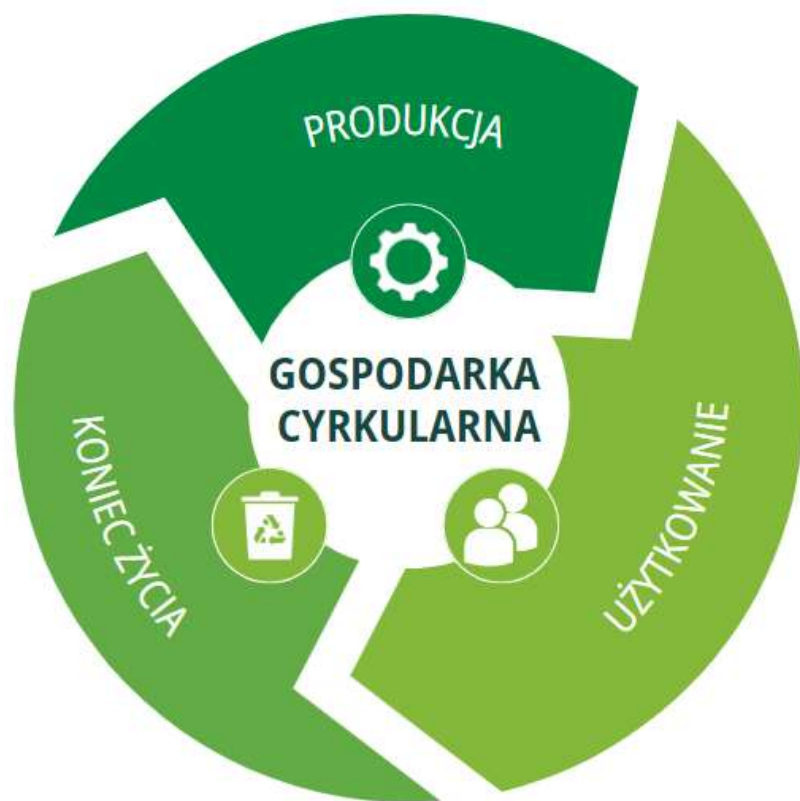 PRODUKCJA
GOSPODARKA
CYRKULARNA
UŻYTKOWANIE
KONIEC ŻYCIA